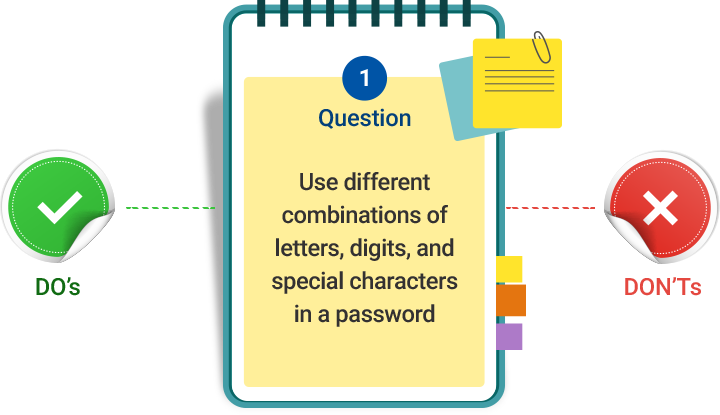 1
Question
Use different
combinations of
letters, digits, and
special characters
in a password
DO’s
DON’Ts